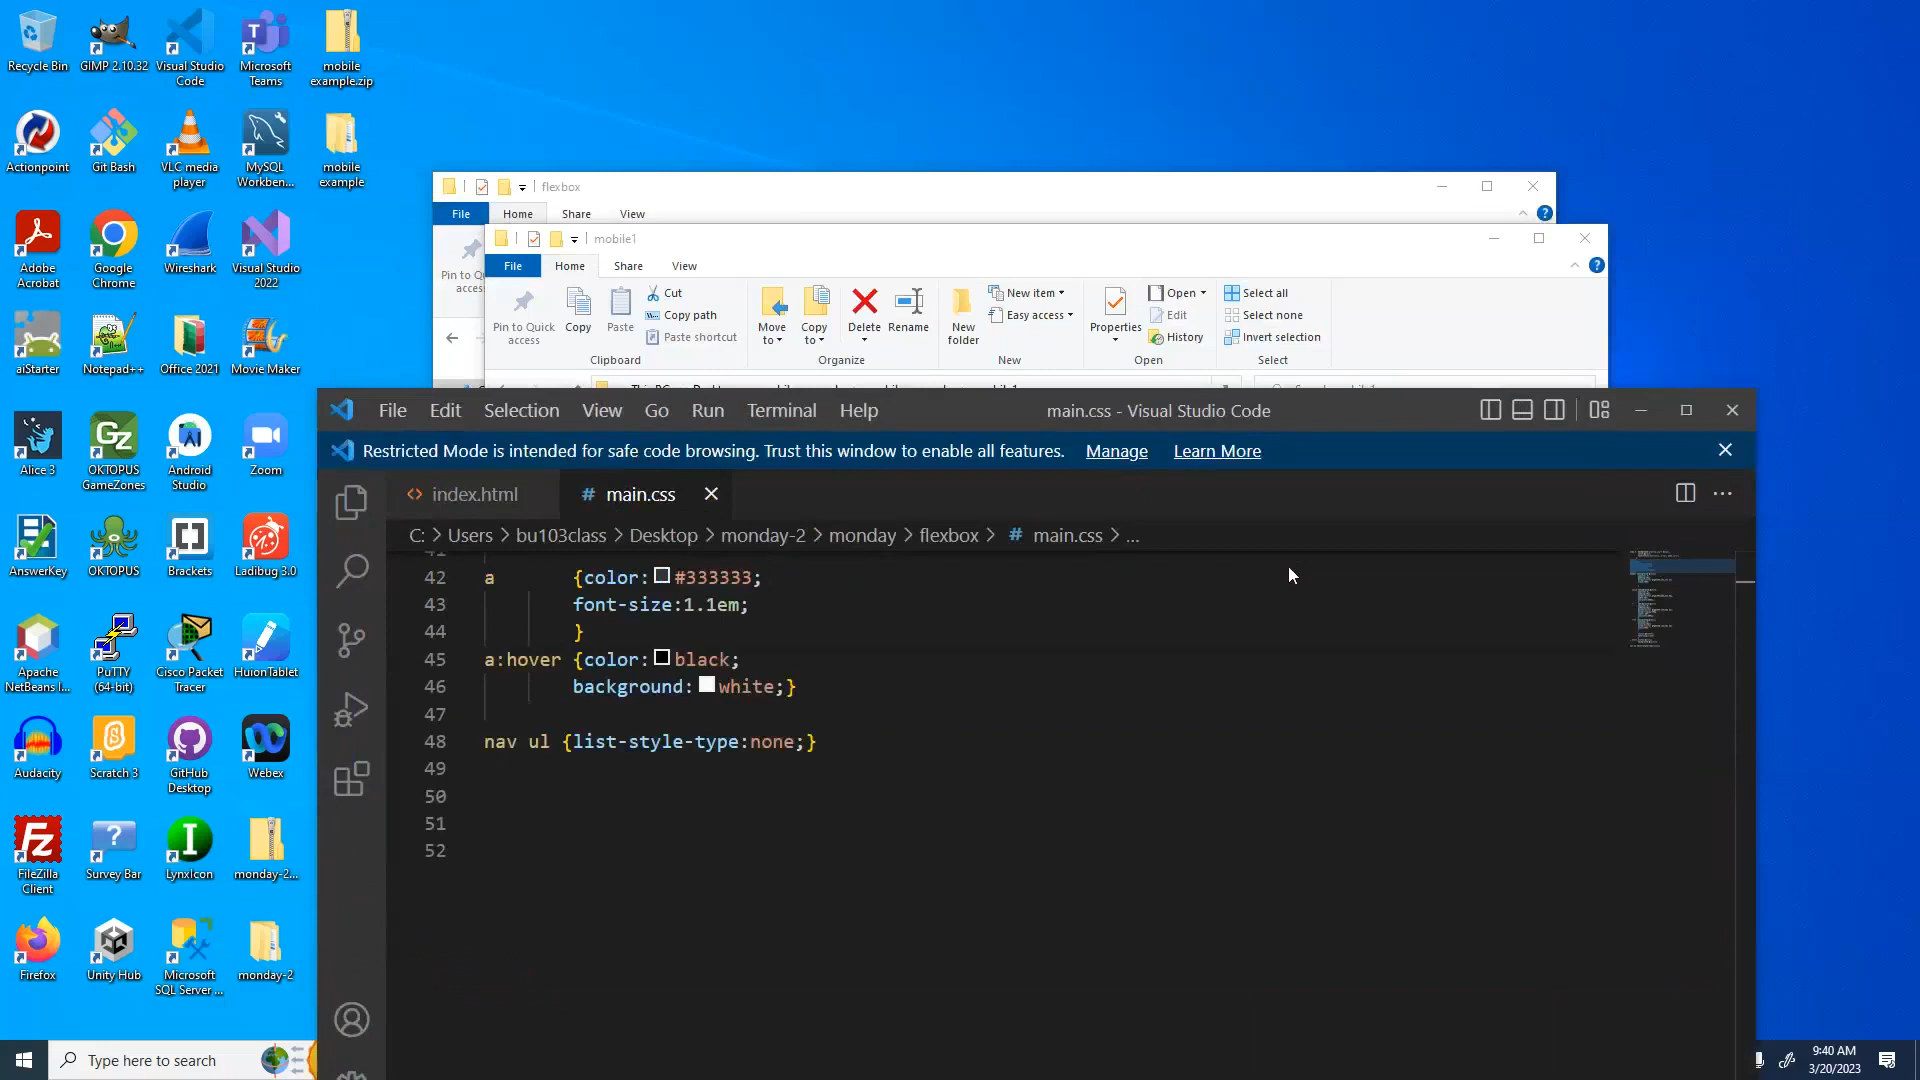 Recycle Bin
GIMP 2.10.32
Visual Studio
Code
Microsoft
Teams
mobile
example.zip
Actionpoint
Git Bash
VLC media
player
MySQL
Workben...
mobile
example
Adobe
Acrobat
Google
Chrome
Wireshark
Visual Studio
2022
aiStarter
Notepad++
Office 2021
Movie Maker
Alice 3
OKTOPUS
GameZones
Android
Studio
Zoom
AnswerKey
OKTOPUS
Brackets
Ladibug 3.0
Apache
NetBeans I...
PuTTY
(64-bit)
Cisco Packet
Tracer
HuionTablet
Audacity
Scratch 3
GitHub
Desktop
Webex
FileZilla
Client
Survey Bar
LynxIcon
monday-2...
Firefox
Unity Hub
Microsoft
SQL Server ...
monday-2
flexbox
File Home Share View
mobile1
File Home Share View
Pin to Quick
access
Copy
Paste
Cut
Copy path
Paste shortcut
Clipboard
Move
to
Copy
to
Delete
Rename
Organize
New
folder
New item
Easy access
New
Properties
Open
Edit
History
Open
Select all
Select none
Invert selection
Select
File Edit Selection View Go Run Terminal Help
main.css - Visual Studio Code
Restricted Mode is intended for safe code browsing. Trust this window to enable all features. Manage Learn More
index.html
# main.css
C: > Users > bu103class > Desktop > monday-2 > monday > flexbox > # main.css > ...
42 a {color: #333333;
43 font-size:1.1em;
44 }
45 a:hover {color: black;
46 background: white;}
47
48 nav ul {list-style-type:none;}
49
50
51
52
Type here to search
9:40 AM
3/20/2023